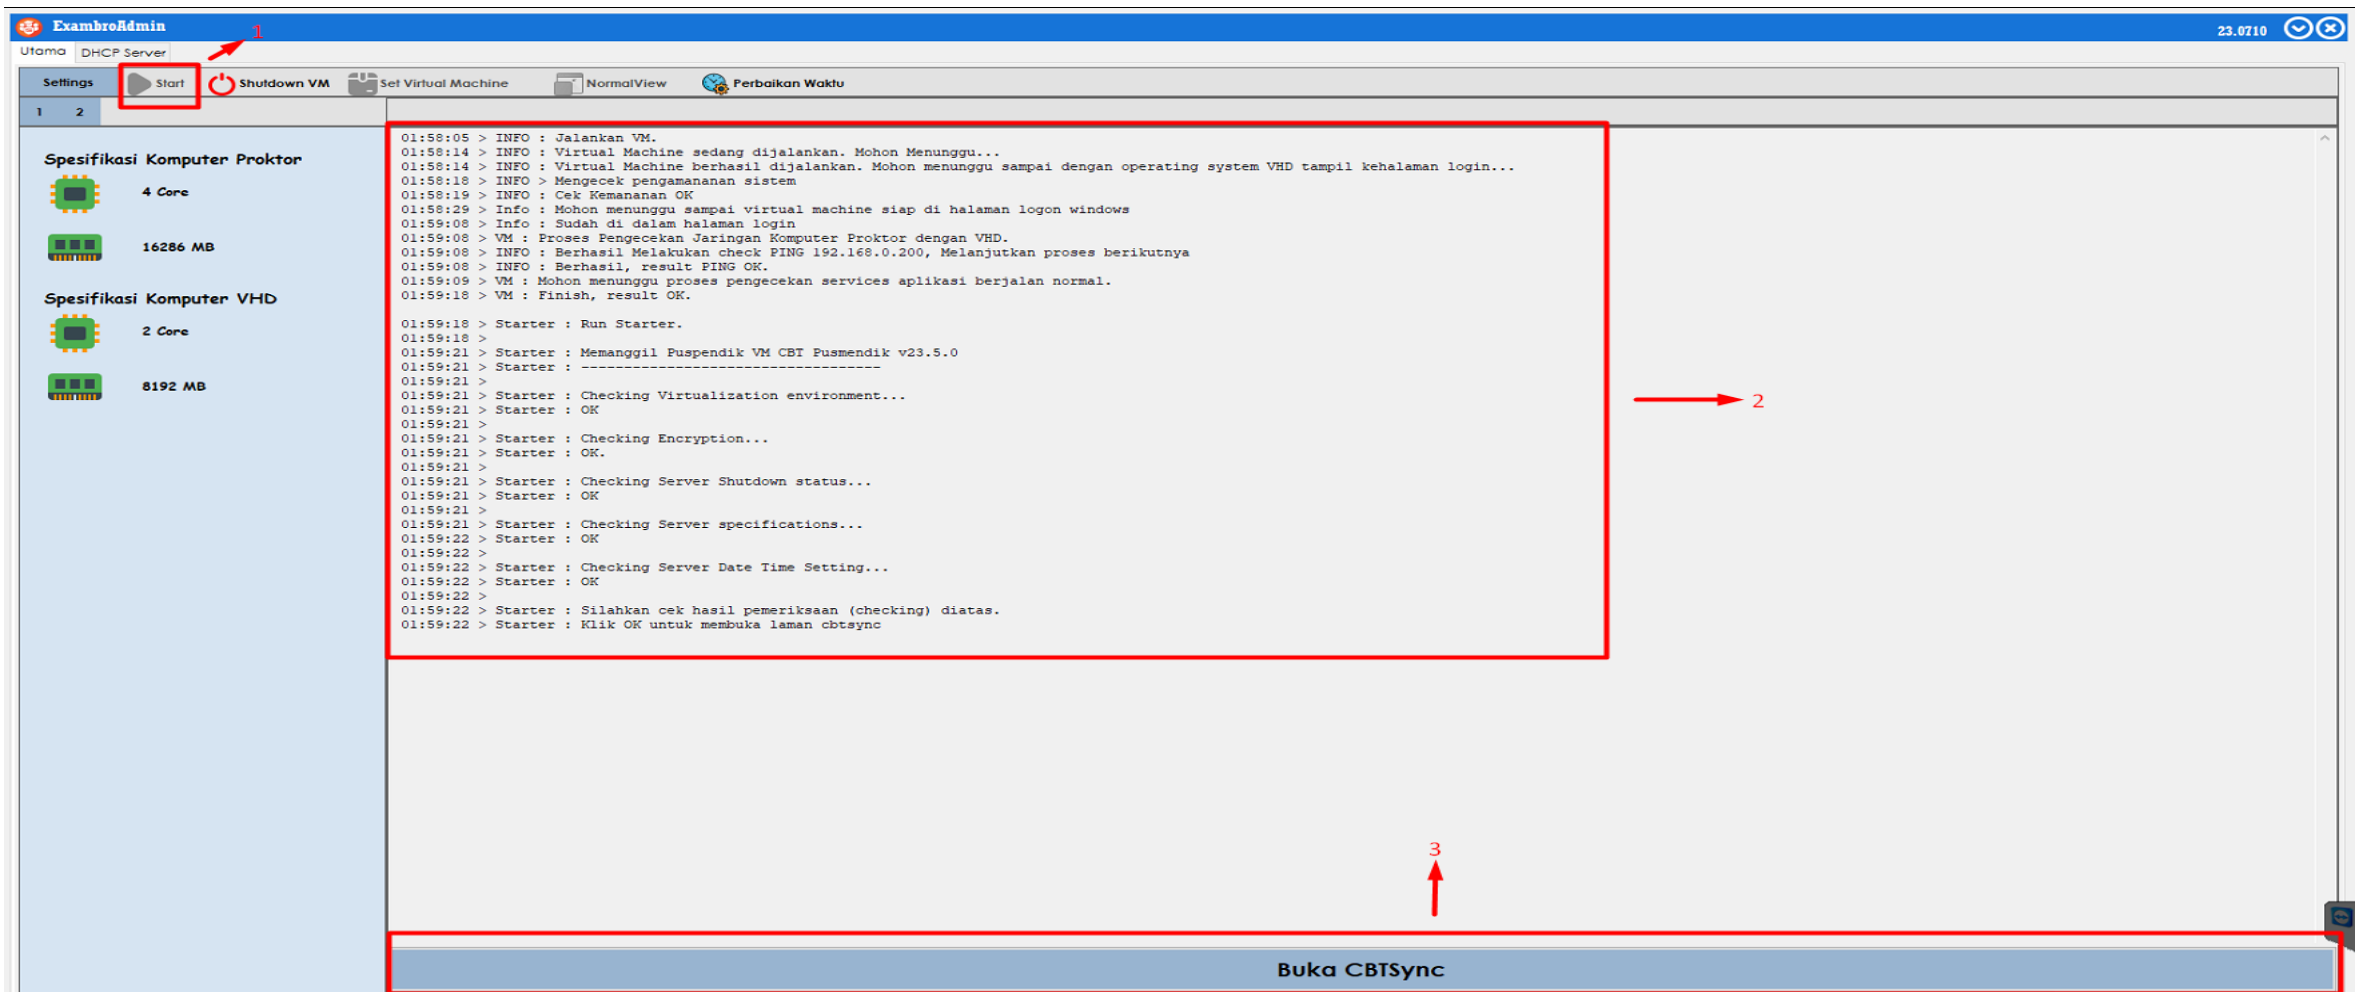 ExambroAdmin
23.0710
1
Utama DHCP Server
Settings Start Shutdown VM Set Virtual Machine NormalView Perbaikan Waktu
1 2
Spesifikasi Komputer Proktor
4 Core
16286 MB
Spesifikasi Komputer VHD
2 Core
8192 MB
01:58:05 > INFO : Jalankan VM.
01:58:14 > INFO : Virtual Machine sedang dijalankan. Mohon Menunggu...
01:58:14 > INFO : Virtual Machine berhasil dijalankan. Mohon menunggu sampai dengan operating system VHD tampil kehalaman login...
01:58:18 > INFO > Mengecek pengamananan sistem
01:58:19 > INFO : Cek Kemananan OK
01:58:29 > Info : Mohon menunggu sampai virtual machine siap di halaman logon windows
01:59:08 > Info : Sudah di dalam halaman login
01:59:08 > VM : Proses Pengecekan Jaringan Komputer Proktor dengan VHD.
01:59:08 > INFO : Berhasil Melakukan check PING 192.168.0.200, Melanjutkan proses berikutnya
01:59:08 > INFO : Berhasil, result PING OK.
01:59:09 > VM : Mohon menunggu proses pengecekan services aplikasi berjalan normal.
01:59:18 > VM : Finish, result OK.
01:59:18 > Starter : Run Starter.
01:59:18 >
01:59:21 > Starter : Memanggil Puspendik VM CBT Pusmendik v23.5.0
01:59:21 > Starter : -----------------------------------
01:59:21 >
01:59:21 > Starter : Checking Virtualization environment...
01:59:21 > Starter : OK
01:59:21 >
01:59:21 > Starter : Checking Encryption...
01:59:21 > Starter : OK.
01:59:21 >
01:59:21 > Starter : Checking Server Shutdown status...
01:59:21 > Starter : OK
01:59:21 >
01:59:21 > Starter : Checking Server specifications...
01:59:22 > Starter : OK
01:59:22 >
01:59:22 > Starter : Checking Server Date Time Setting...
01:59:22 > Starter : OK
01:59:22 >
01:59:22 > Starter : Silahkan cek hasil pemeriksaan (checking) diatas.
01:59:22 > Starter : Klik OK untuk membuka laman cbtsync
2
3
Buka CBTSync